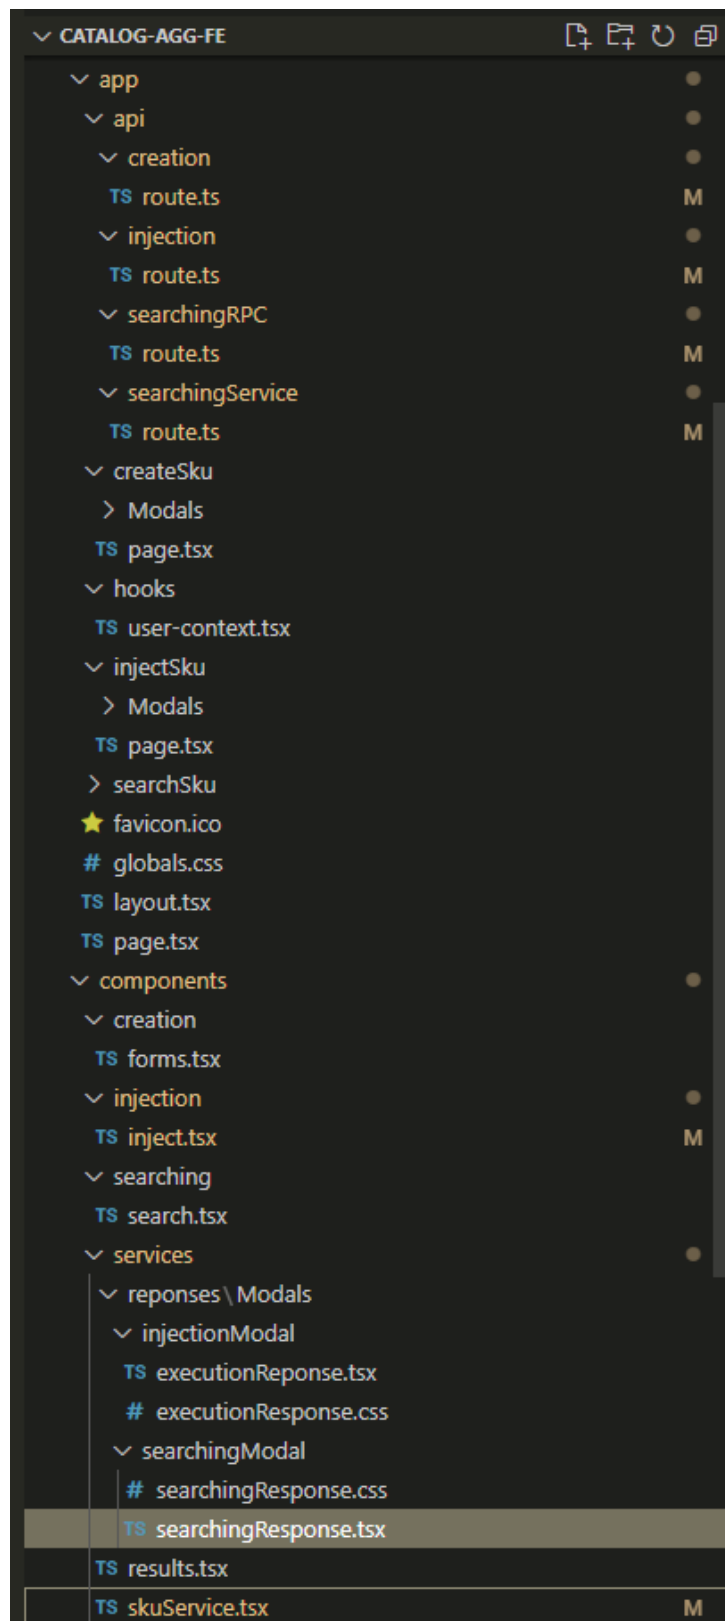 CATALOG-AGG-FE
app
api
creation
TS route.ts M
injection
TS route.ts M
searchingRPC
TS route.ts M
searchingService
TS route.ts M
createSku
Modals
TS page.tsx
hooks
TS user-context.tsx
injectSku
Modals
TS page.tsx
searchSku
favicon.ico
# globals.css
TS layout.tsx
TS page.tsx
components
creation
TS forms.tsx
injection
TS inject.tsx M
searching
TS search.tsx
services
reponses\Modals
injectionModal
TS executionReponse.tsx
# executionResponse.css
searchingModal
# searchingResponse.css
TS searchingResponse.tsx
TS results.tsx
TS skuService.tsx M